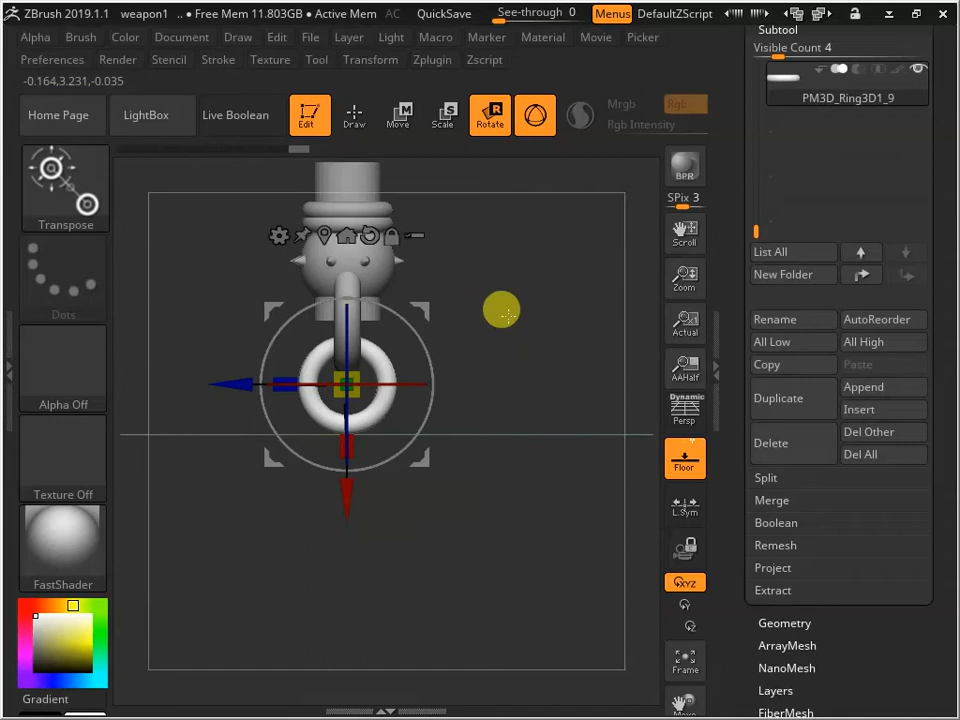 ZBrush 2019.1.1 weapon1 .. • Free Mem 11.803GB • Active Mem AC QuickSave See-through 0 Menus DefaultZScript
Alpha Brush Color Document Draw Edit File Layer Light Macro Marker Material Movie Picker
Preferences Render Stencil Stroke Texture Tool Transform Zplugin Zscript
-0.164,3.231,-0.035
Home Page LightBox Live Boolean Edit Draw Move Scale Rotate Mrgb Rgb
Rgb Intensity
Transpose
Dots
Alpha Off
Texture Off
FastShader
Gradient
BPR
SPix 3
Scroll
Zoom
Actual
AAHalf
Dynamic
Persp
Floor
L.Sym
XYZ
Frame
Move
Subtool
Visible Count 4
PM3D_Ring3D1_9
List All
New Folder
Rename AutoReorder
All Low All High
Copy Paste
Duplicate Append
Insert
Delete Del Other
Del All
Split
Merge
Boolean
Remesh
Project
Extract
Geometry
ArrayMesh
NanoMesh
Layers
FiberMesh